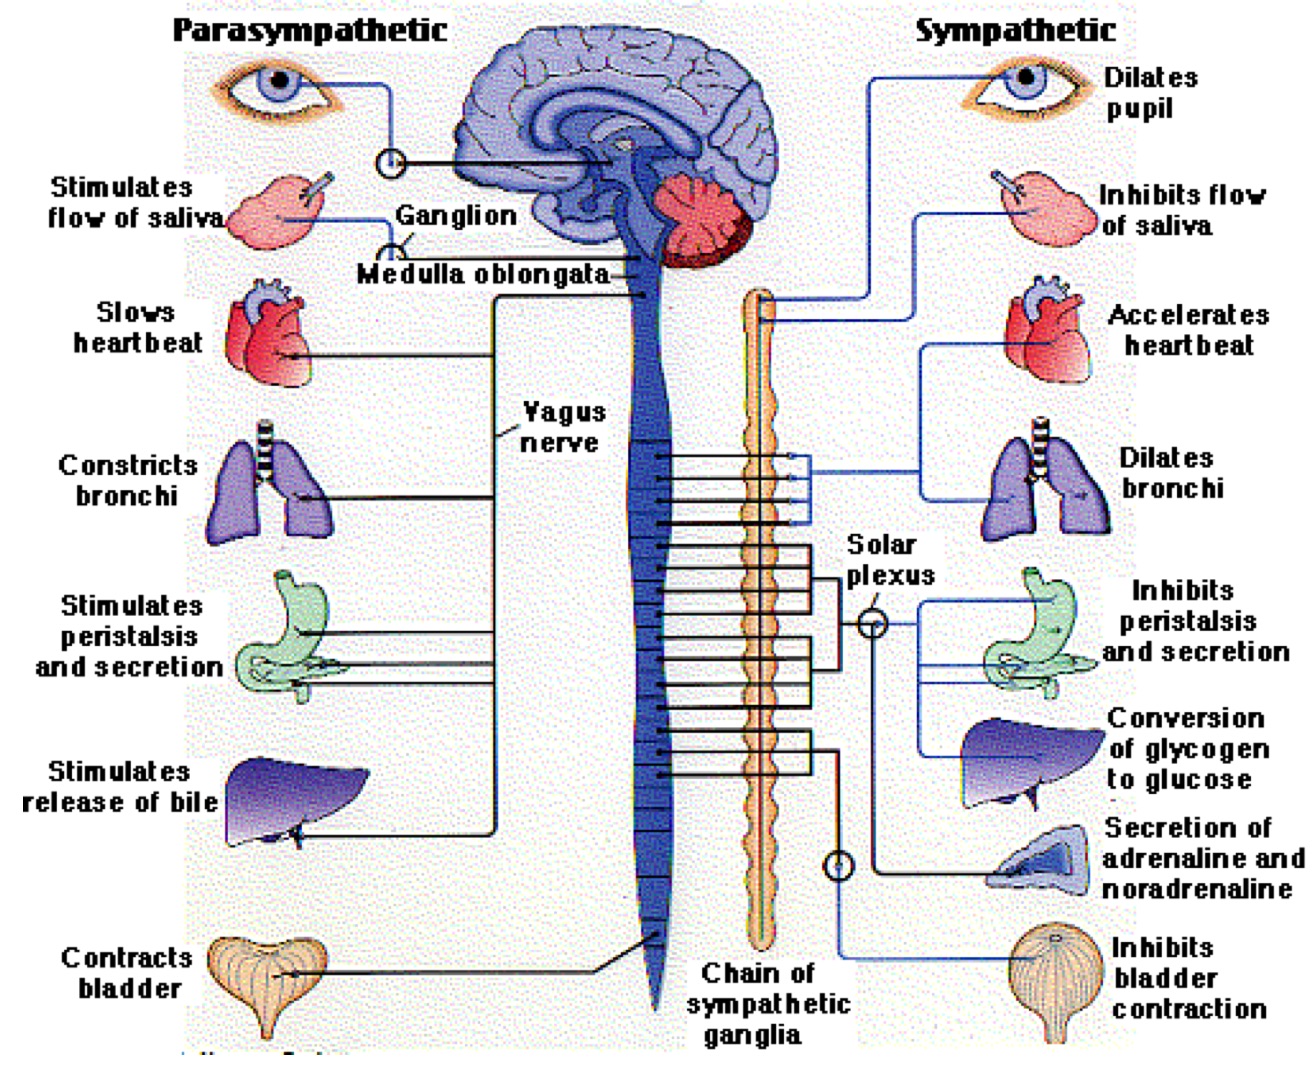 Parasympathetic
Sympathetic
Dilates
pupil
Stimulates
flow of saliva
Ganglion
Inhibits flow
of saliva
Medulla oblongata
Slows
heartbeat
Accelerates
heartbeat
Vagus
nerve
Constricts
bronchi
Dilates
bronchi
Solar
plexus
Stimulates
peristalsis
and secretion
Inhibits
peristalsis
and secretion
Stimulates
release of bile
Conversion
of glycogen
to glucose
Secretion of
adrenaline and
noradrenaline
Contracts
bladder
Chain of
sympathetic
ganglia
Inhibits
bladder
contraction